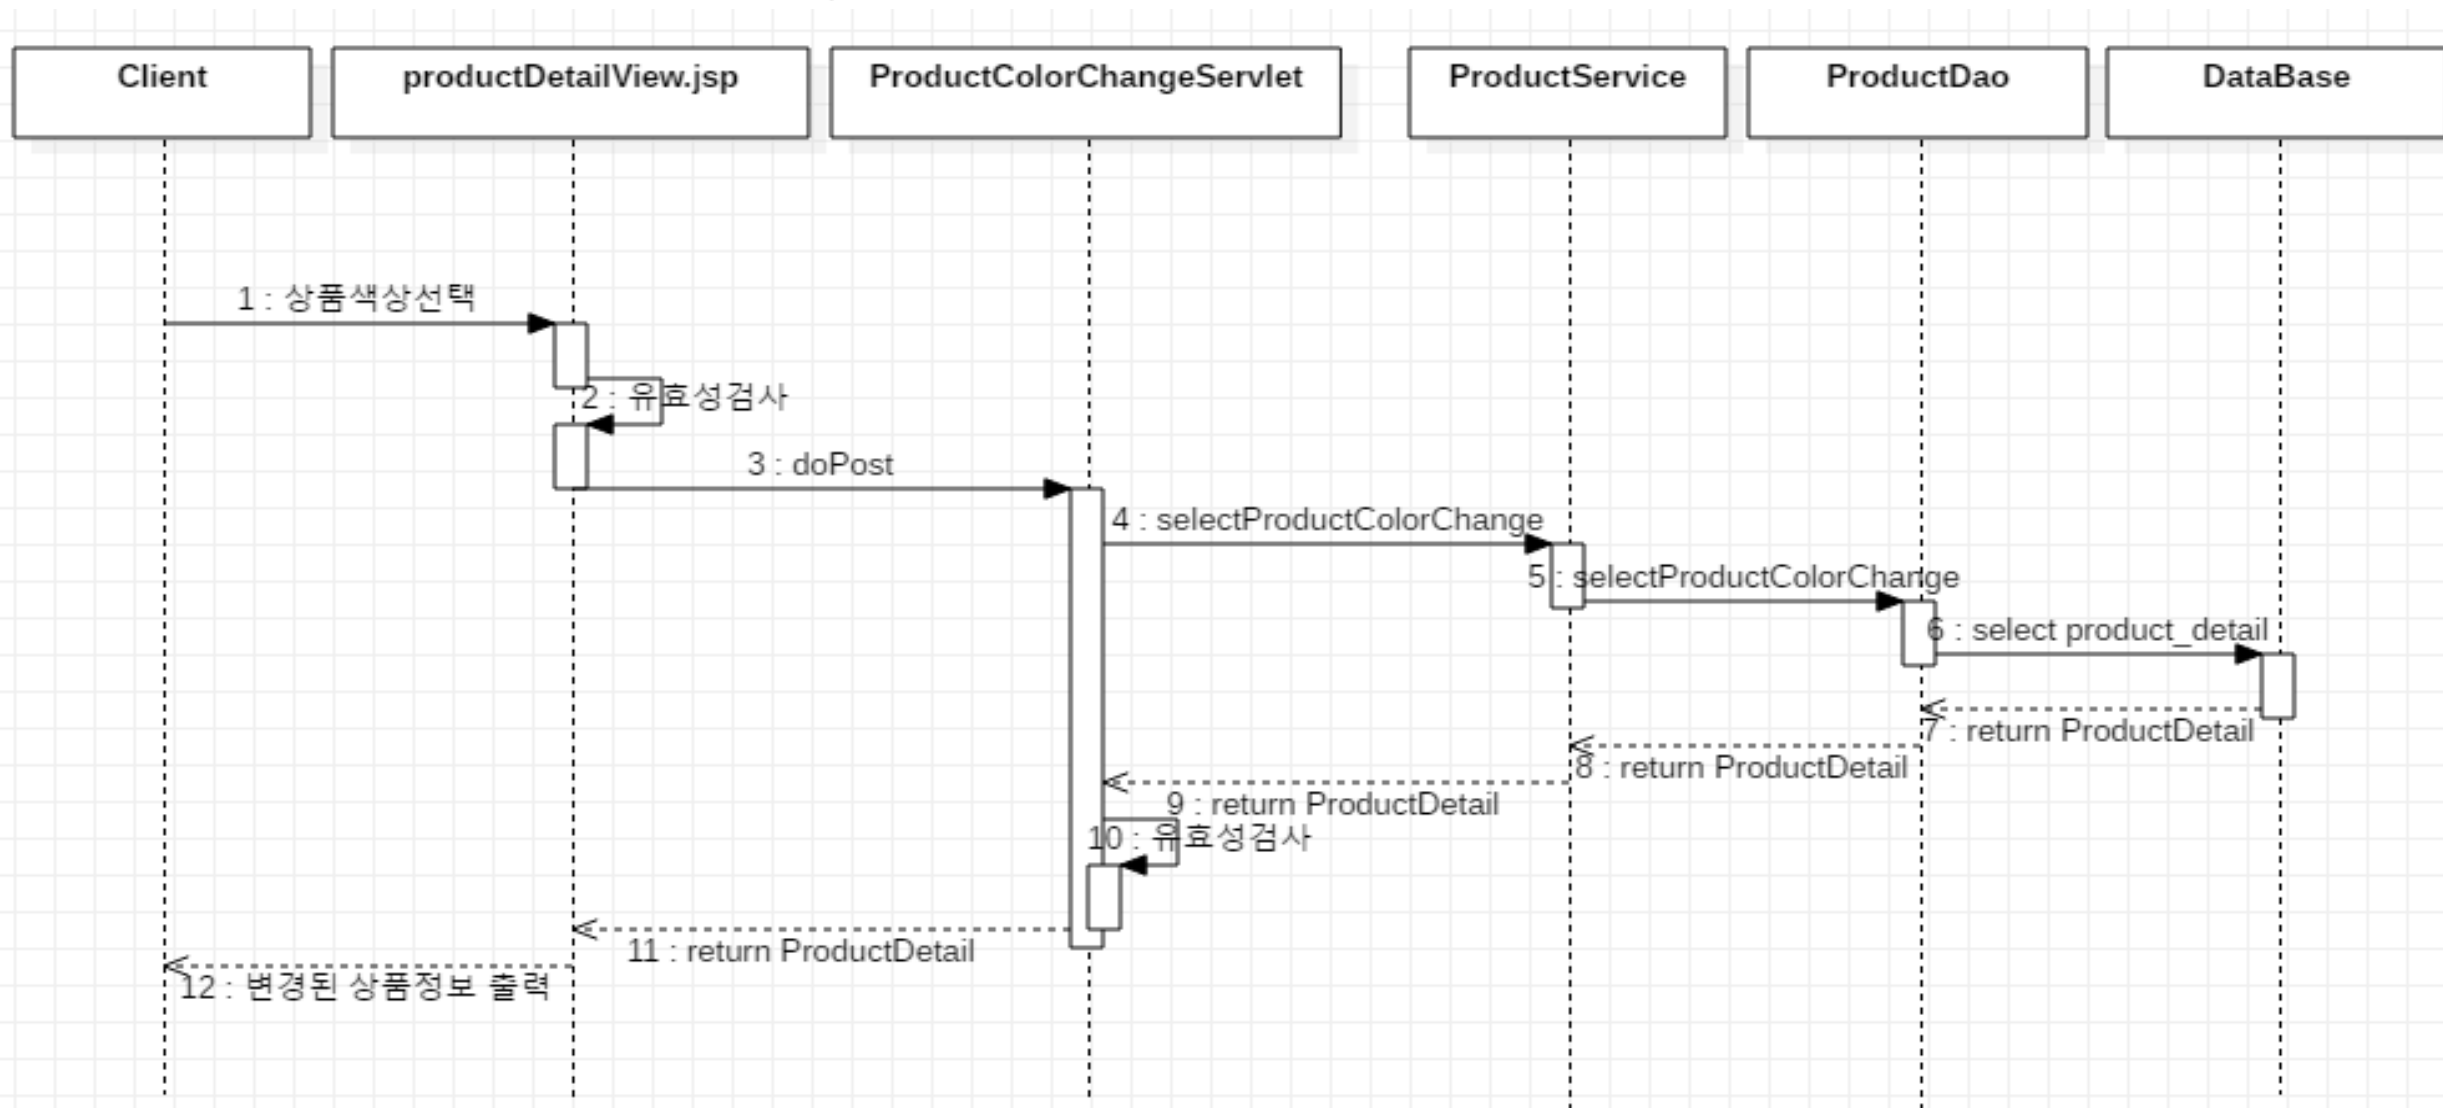 Client
productDetailView.jsp
ProductColorChangeServlet
ProductService
ProductDao
DataBase
1 : 상품색상선택
2 : 유효성검사
3 : doPost
4 : selectProductColorChange
5 : selectProductColorChange
6 : select product_detail
7 : return ProductDetail
8 : return ProductDetail
9 : return ProductDetail
10 : 유효성검사
11 : return ProductDetail
12 : 변경된 상품정보 출력